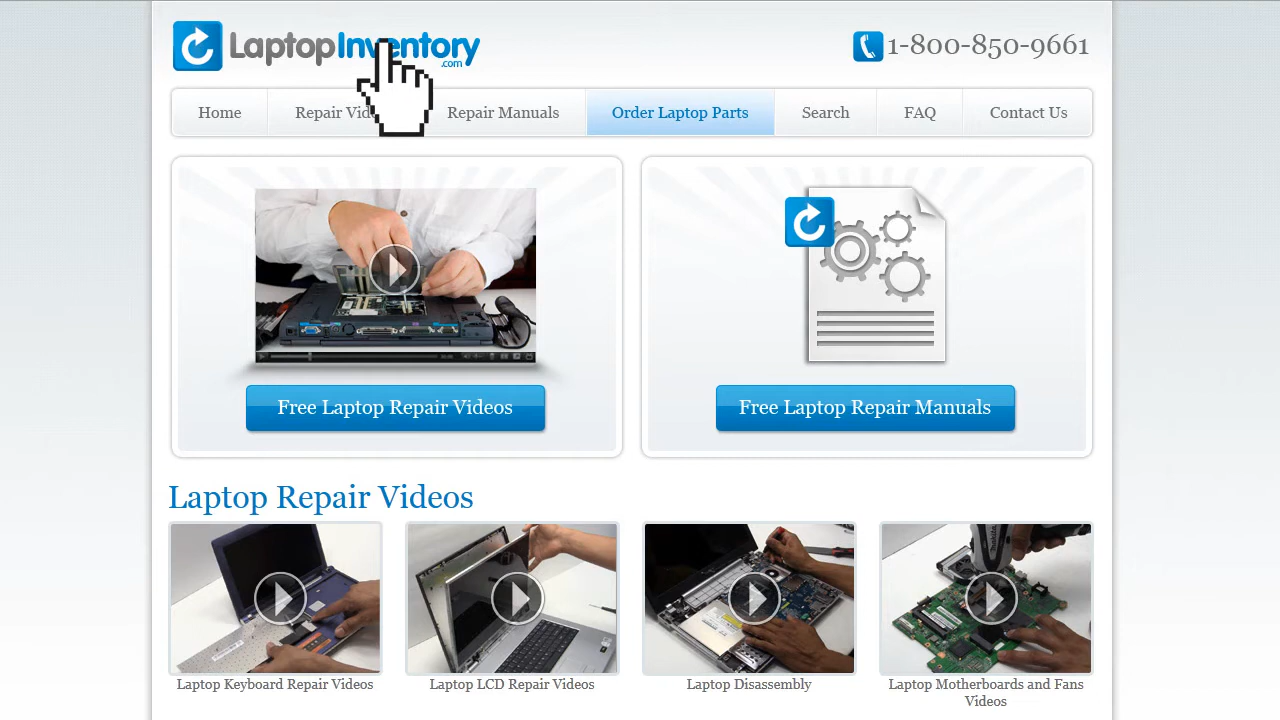 LaptopInventory
.com
1-800-850-9661
Home
Repair Vid
Repair Manuals
Order Laptop Parts
Search
FAQ
Contact Us
Free Laptop Repair Videos
Free Laptop Repair Manuals
Laptop Repair Videos
Laptop Keyboard Repair Videos
Laptop LCD Repair Videos
Laptop Disassembly
Laptop Motherboards and Fans
Videos